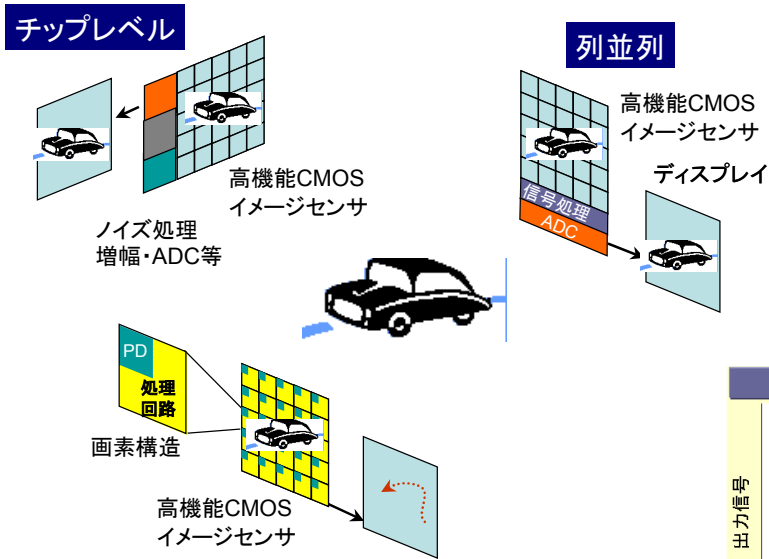 チップレベル
列並列
高機能CMOS
イメージセンサ
ディスプレイ
高機能CMOS
イメージセンサ
信号処理
ADC
ノイズ処理
増幅・ADC等
PD
処理
回路
画素構造
高機能CMOS
イメージセンサ
出力信号